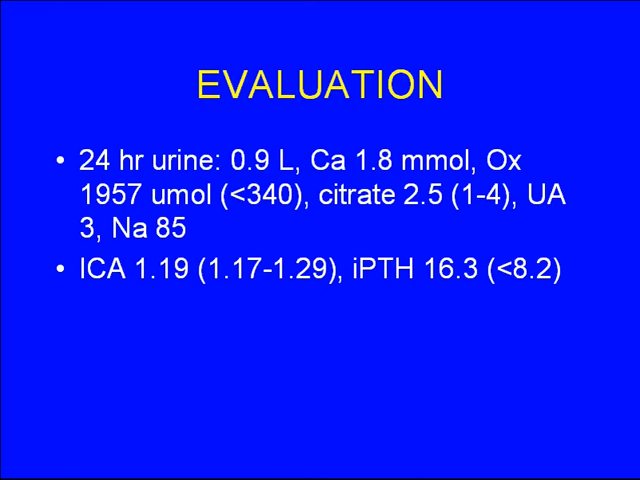 EVALUATION
• 24 hr urine: 0.9 L, Ca 1.8 mmol, Ox
1957 umol (<340), citrate 2.5 (1-4), UA
3, Na 85
• ICA 1.19 (1.17-1.29), iPTH 16.3 (<8.2)